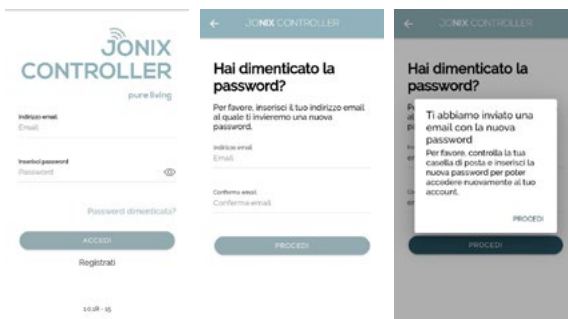 JONIX
CONTROLLER
pure living
Indirizzo email
Email
Inserisci password
Password
Password dimenticata?
ACCEDI
Registrati
JONIX CONTROLLER
Hai dimenticato la
password?
Per favore, inserisci il tuo indirizzo email
al quale ti invieremo una nuova
password.
Indirizzo email
Email
Conferma email
Conferma email
PROCEDI
JONIX CONTROLLER
Hai dimenticato la
password?
Ti abbiamo inviato una
email con la nuova
password
Per favore, controlla la tua
casella di posta e inserisci la
nuova password per poter
accedere nuovamente al tuo
account.
PROCEDI
PROCEDI